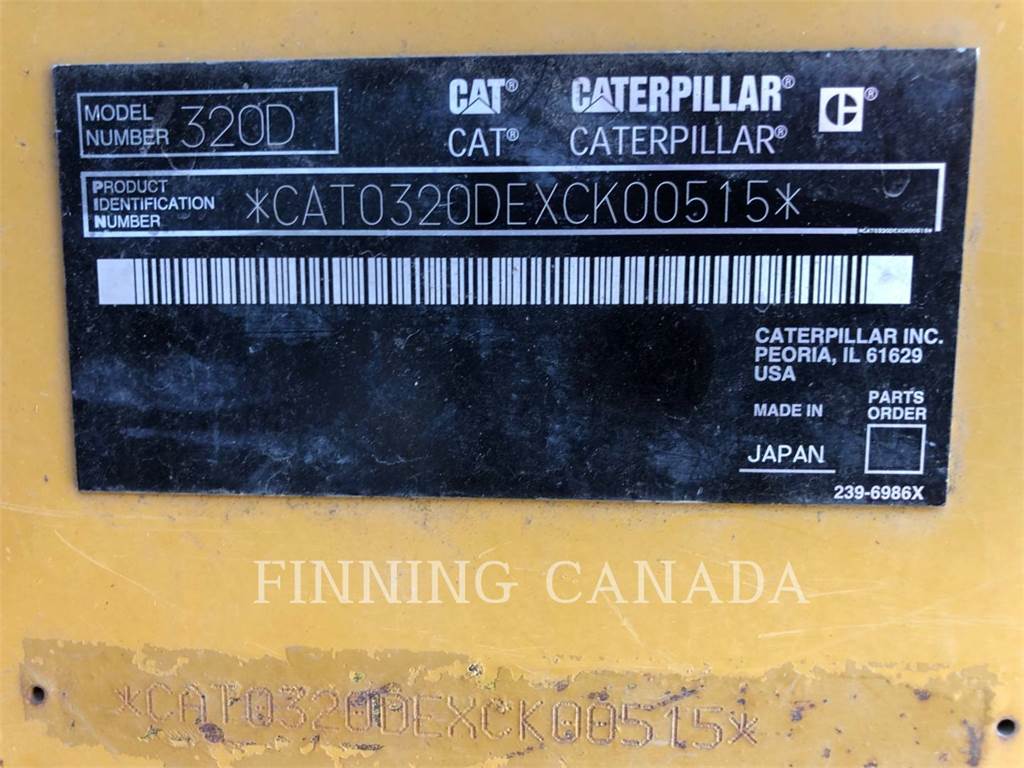 MODEL NUMBER 320D
CAT® CATERPILLAR® C®
CAT® CATERPILLAR®
PRODUCT
IDENTIFICATION
NUMBER
*CAT0320DEXCK00515*
*CAT0320DEXCK00515*
CATERPILLAR INC.
PEORIA, IL 61629
USA
MADE IN
JAPAN
PARTS
ORDER
239-6986X
FINNING CANADA
*CAT0320DEXCK00515*